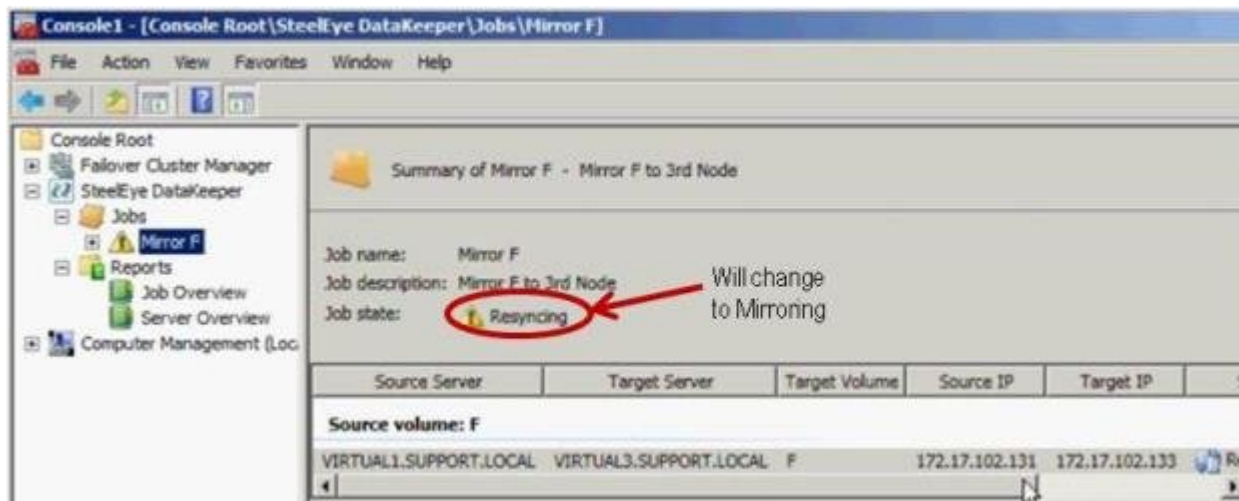 Console1 - [Console Root\SteelEye DataKeeper\Jobs\Mirror F]
File Action View Favorites Window Help
Console Root
Failover Cluster Manager
SteelEye DataKeeper
Jobs
Mirror F
Reports
Job Overview
Server Overview
Computer Management (Loc
Summary of Mirror F - Mirror F to 3rd Node
Job name: Mirror F
Job description: Mirror F to 3rd Node
Job state: Resyncing
Will change
to Mirroring
Source Server Target Server Target Volume Source IP Target IP
Source volume: F
VIRTUAL1.SUPPORT.LOCAL VIRTUAL3.SUPPORT.LOCAL F 172.17.102.131 172.17.102.133